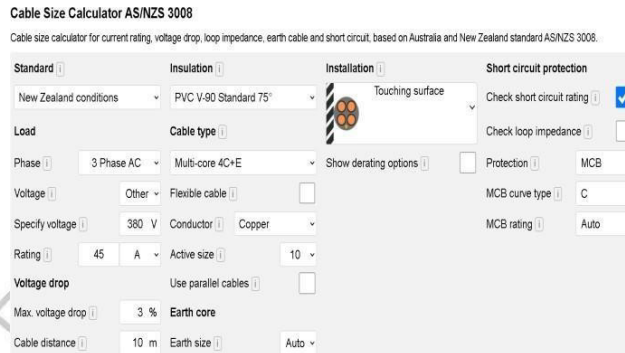 Cable Size Calculator AS/NZS 3008
Cable size calculator for current rating, voltage drop, loop impedance, earth cable and short circuit, based on Australia and New Zealand standard AS/NZS 3008.
Standard
New Zealand conditions
Load
Phase 3 Phase AC
Voltage Other
Specify voltage 380 V
Rating 45 A
Voltage drop
Max. voltage drop 3 %
Cable distance 10 m
Insulation
PVC V-90 Standard 75°
Cable type
Multi-core 4C+E
Flexible cable
Conductor Copper
Active size 10
Use parallel cables
Earth core
Earth size Auto
Installation
Touching surface
Show derating options
Short circuit protection
Check short circuit rating
Check loop impedance
Protection MCB
MCB curve type C
MCB rating Auto